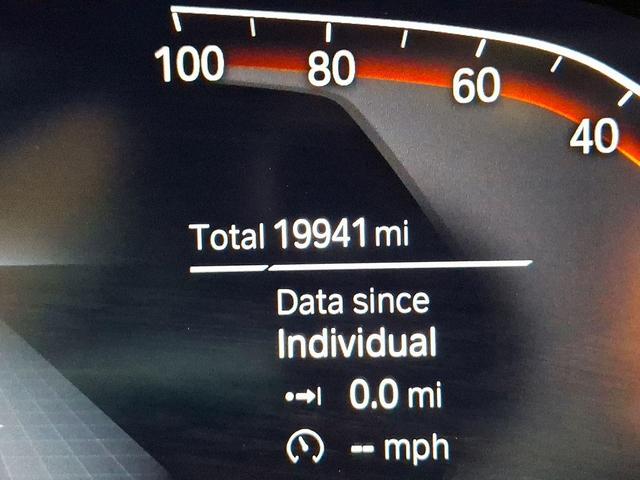 100 80 60 40
Total 19941 mi
Data since
Individual
0.0 mi
-- mph